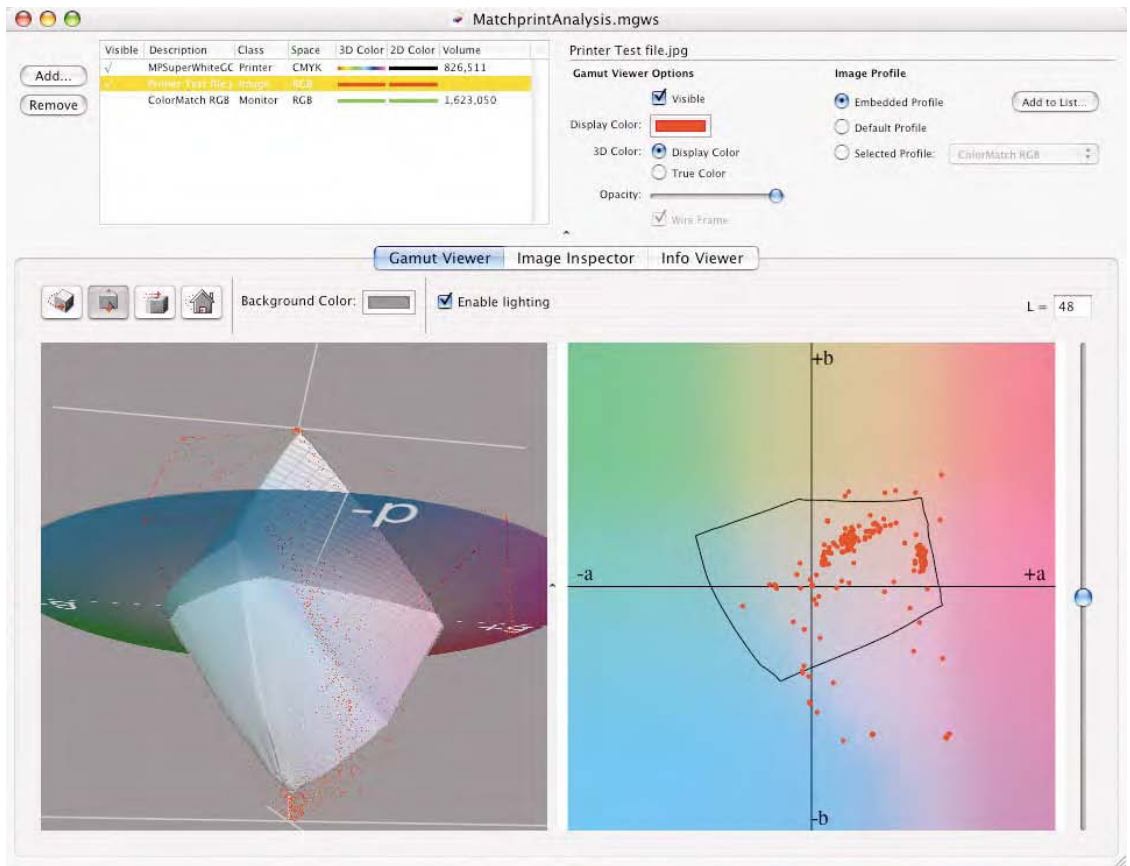 MatchprintAnalysis.mgws
Add...
Remove
Visible Description Class Space 3D Color 2D Color Volume
√ MPSuperWhiteGC Printer CMYK 826,511
√ Printer Test file.j Image RGB
ColorMatch RGB Monitor RGB 1,623,050
Printer Test file.jpg
Gamut Viewer Options
Visible
Display Color:
3D Color: Display Color
True Color
Opacity:
Wire Frame
Image Profile
Embedded Profile
Add to List...
Default Profile
Selected Profile: ColorMatch RGB
Gamut Viewer Image Inspector Info Viewer
Background Color:
Enable lighting
L = 48
+b
-a
+a
-b